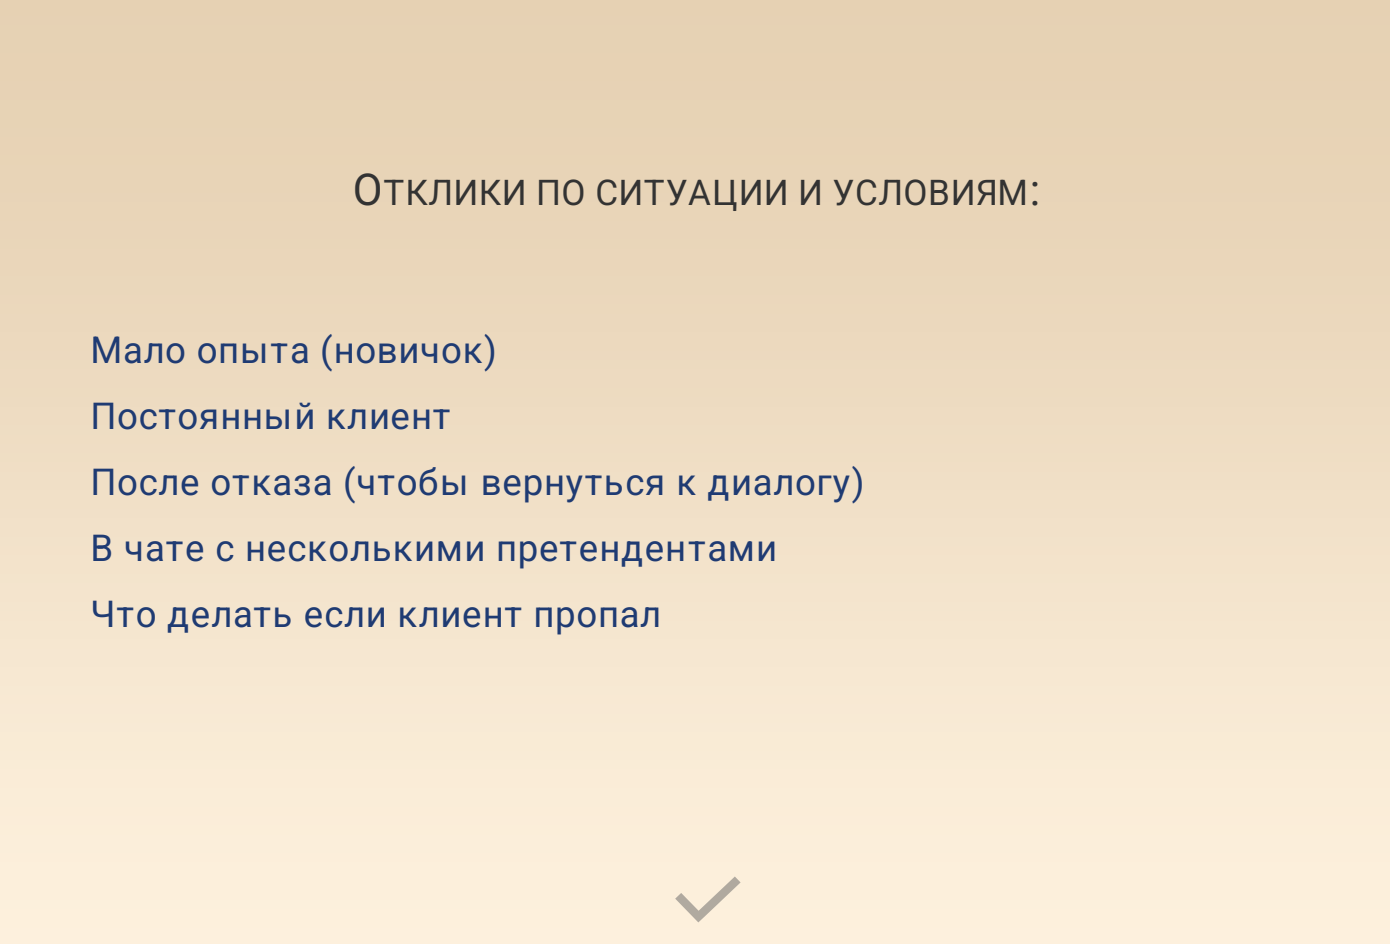 Отклики по ситуации и условиям:
Мало опыта (новичок)
Постоянный клиент
После отказа (чтобы вернуться к диалогу)
В чате с несколькими претендентами
Что делать если клиент пропал